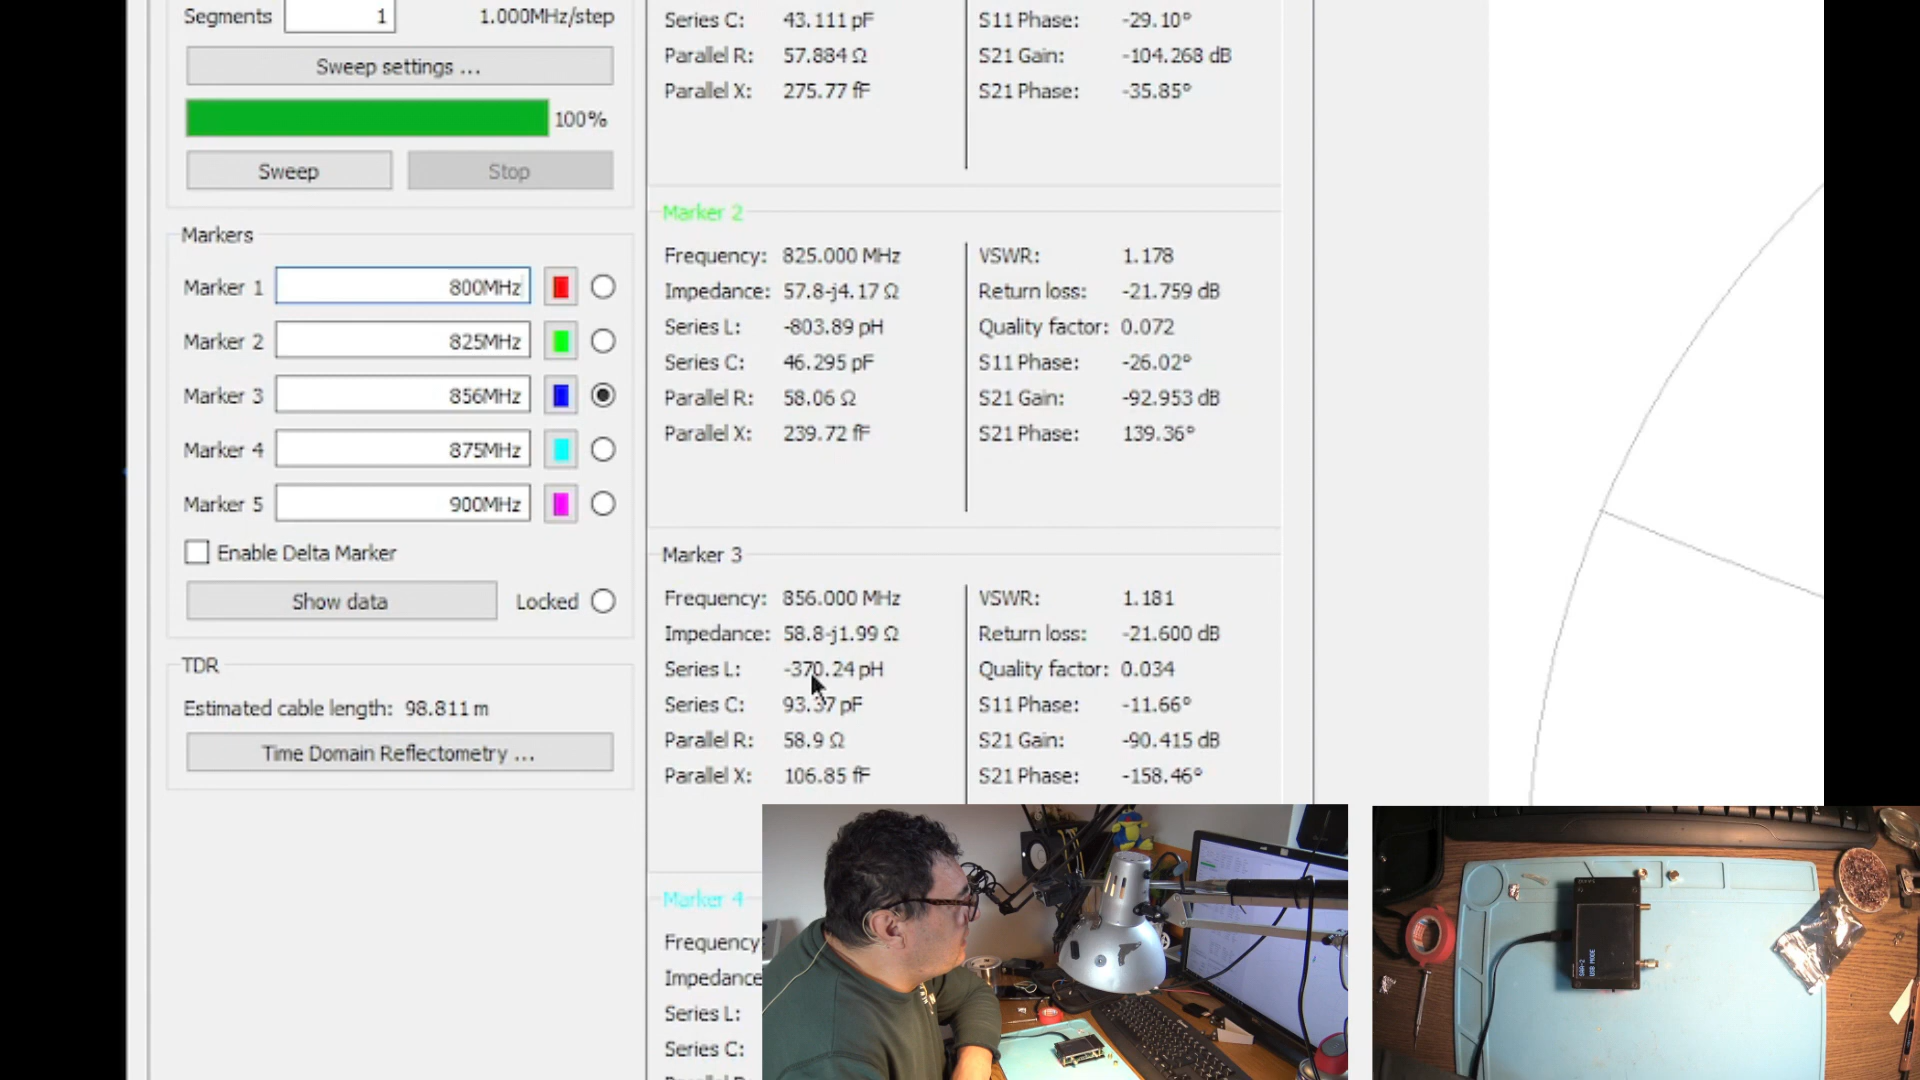 Segments 1 1.000MHz/step
Sweep settings ...
100%
Sweep Stop
Markers
Marker 1 800MHz
Marker 2 825MHz
Marker 3 856MHz
Marker 4 875MHz
Marker 5 900MHz
Enable Delta Marker
Show data Locked
TDR
Estimated cable length: 98.811 m
Time Domain Reflectometry ...
Series C: 43.111 pF S11 Phase: -29.10°
Parallel R: 57.884 Ω S21 Gain: -104.268 dB
Parallel X: 275.77 fF S21 Phase: -35.85°
Marker 2
Frequency: 825.000 MHz VSWR: 1.178
Impedance: 57.8-j4.17 Ω Return loss: -21.759 dB
Series L: -803.89 pH Quality factor: 0.072
Series C: 46.295 pF S11 Phase: -26.02°
Parallel R: 58.06 Ω S21 Gain: -92.953 dB
Parallel X: 239.72 fF S21 Phase: 139.36°
Marker 3
Frequency: 856.000 MHz VSWR: 1.181
Impedance: 58.8-j1.99 Ω Return loss: -21.600 dB
Series L: -370.24 pH Quality factor: 0.034
Series C: 93.37 pF S11 Phase: -11.66°
Parallel R: 58.9 Ω S21 Gain: -90.415 dB
Parallel X: 106.85 fF S21 Phase: -158.46°
Marker 4
Frequency
Impedance
Series L:
Series C:
USB MODE